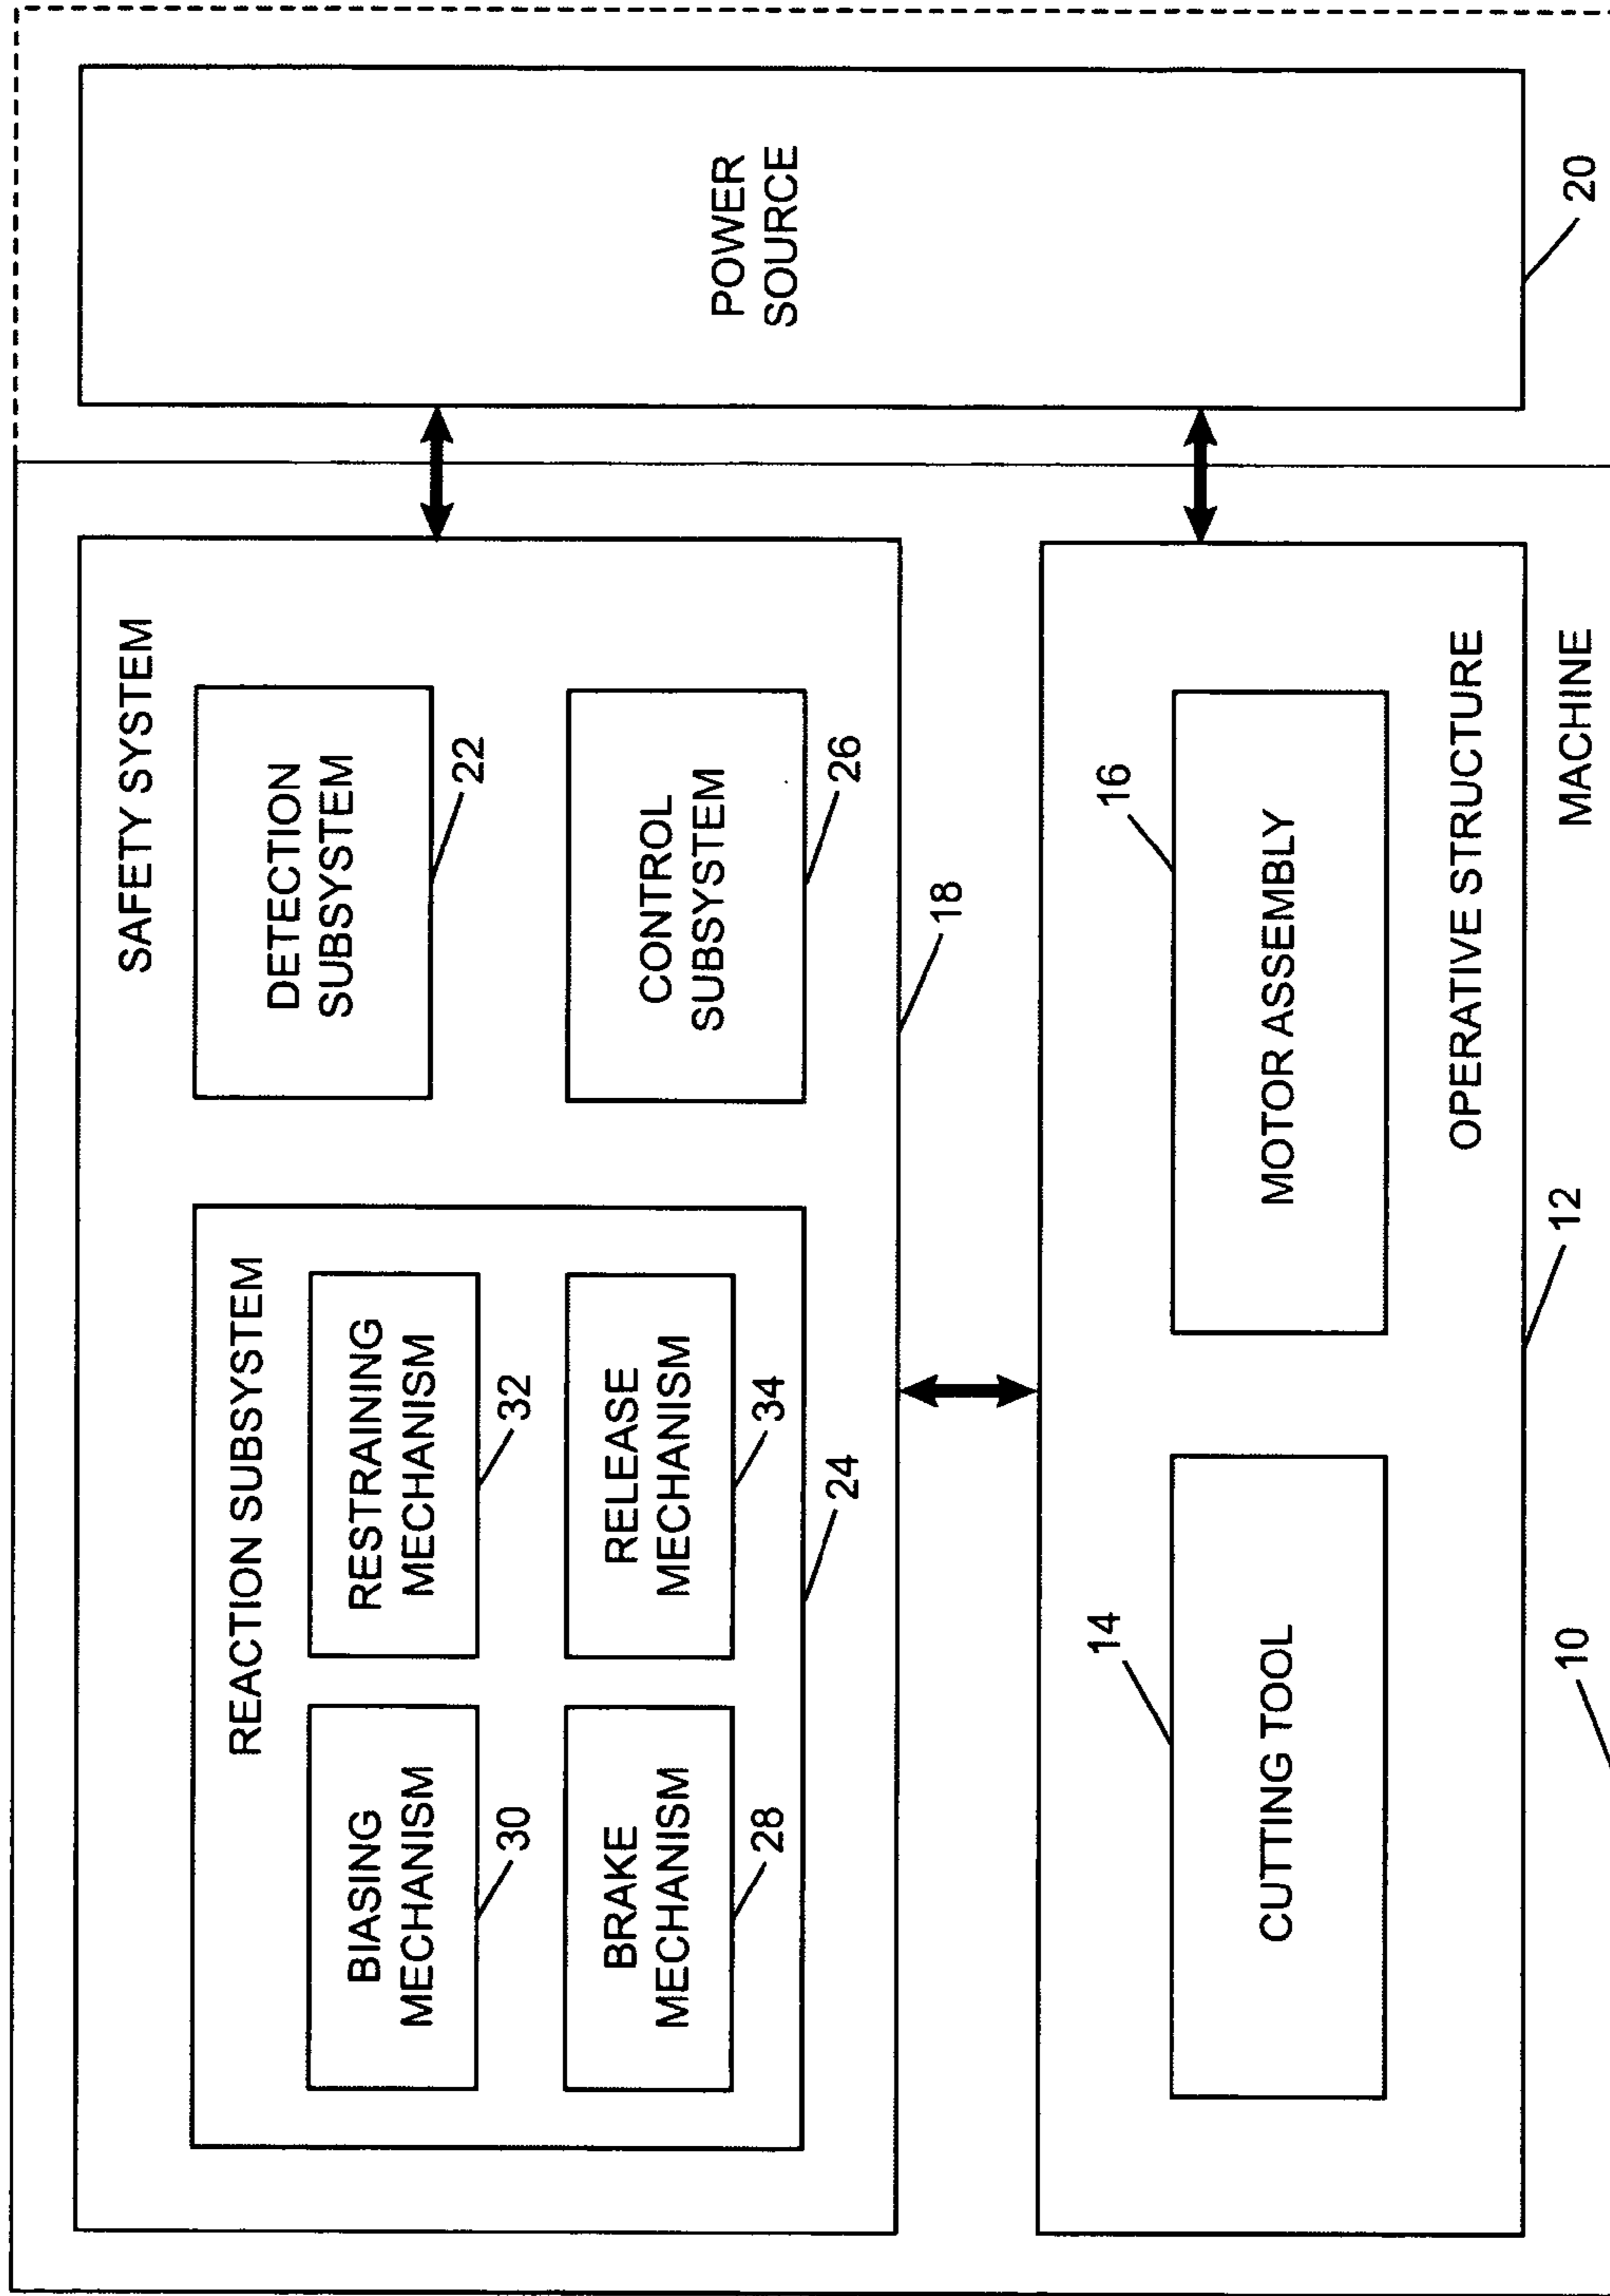 SAFETY SYSTEM
REACTION SUBSYSTEM
BIASING
MECHANISM
30
RESTRAINING
MECHANISM
32
BRAKE
MECHANISM
28
RELEASE
MECHANISM
34
24
DETECTION
SUBSYSTEM
22
CONTROL
SUBSYSTEM
26
18
14
CUTTING TOOL
16
MOTOR ASSEMBLY
OPERATIVE STRUCTURE
12
MACHINE
10
POWER
SOURCE
20